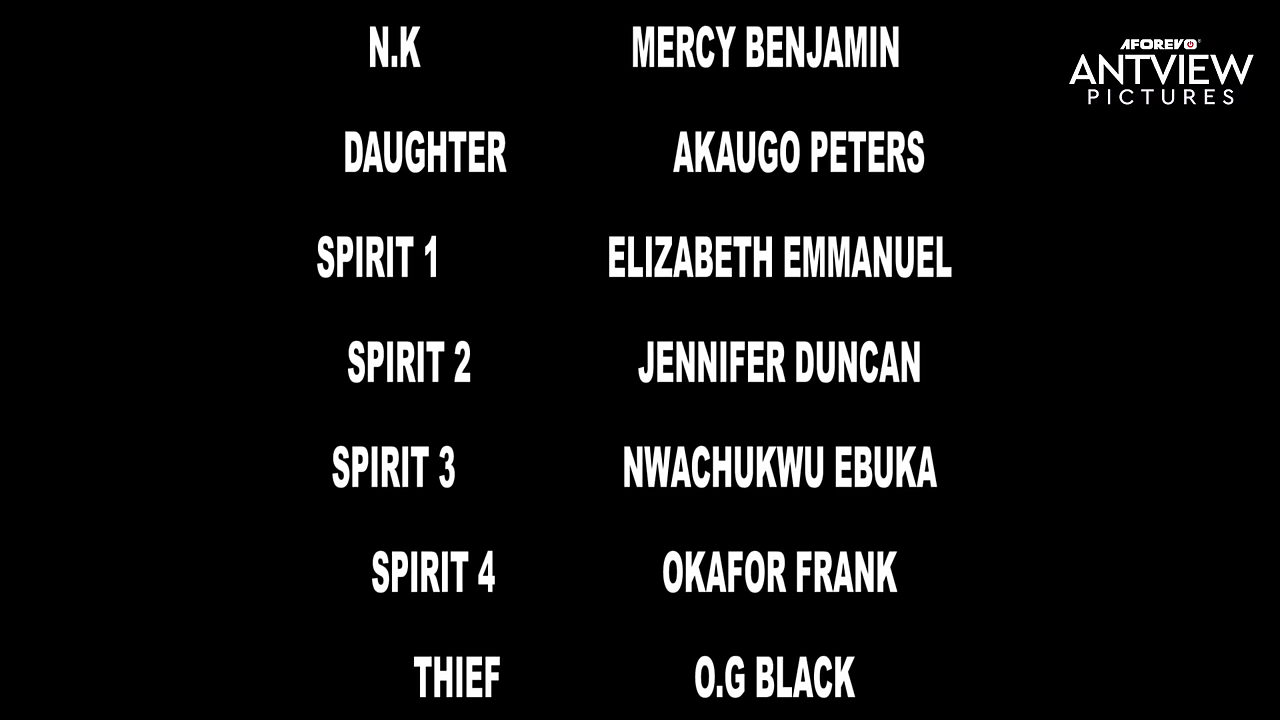 N.K MERCY BENJAMIN
AFOREVO
ANTVIEW
PICTURES
DAUGHTER AKAUGO PETERS
SPIRIT 1 ELIZABETH EMMANUEL
SPIRIT 2 JENNIFER DUNCAN
SPIRIT 3 NWACHUKWU EBUKA
SPIRIT 4 OKAFOR FRANK
THIEF O.G BLACK